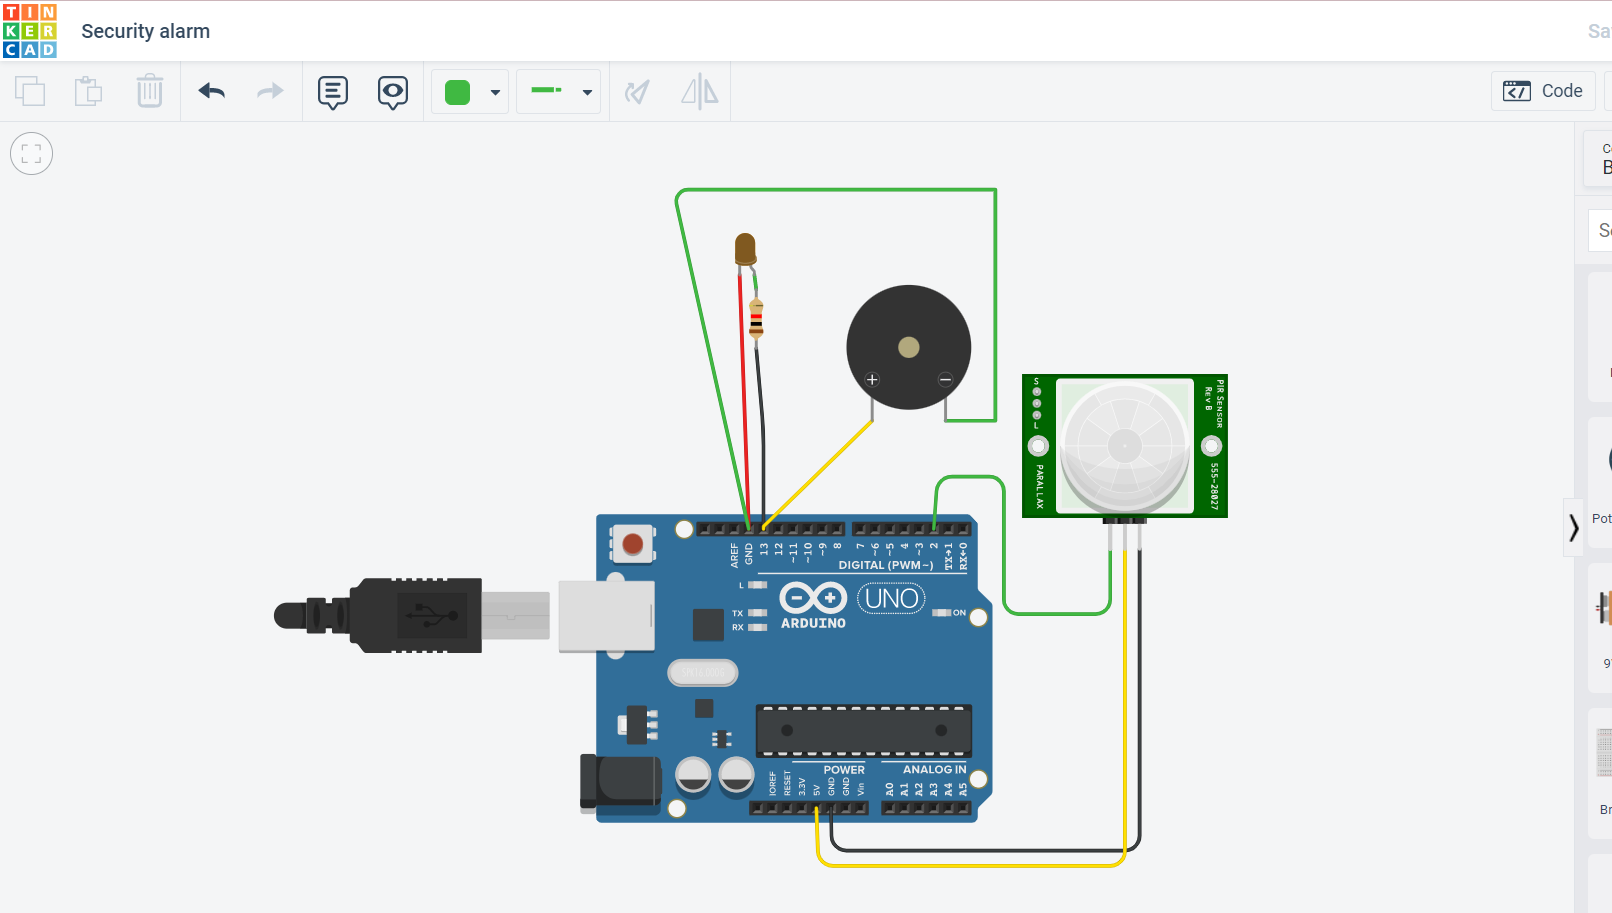 TIN
KER
CAD
Security alarm
Sa
Code
C
B
S
PIR SENSOR
REV B
S
L
PARALLAX
555-28027
Pot
9
Br
AREF
GND
13
12
~11
~10
~9
8
7
~6
~5
4
~3
2
TX→1
RX←0
DIGITAL (PWM~)
L
TX
RX
UNO
ON
ARDUINO
POWER
ANALOG IN
IOREF
RESET
3.3V
5V
GND
GND
Vin
A0
A1
A2
A3
A4
A5